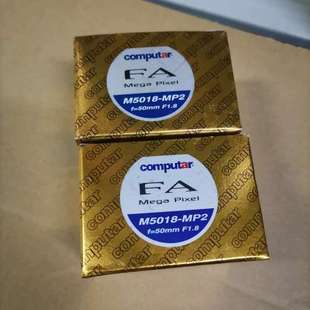 computar
FA
Mega Pixel
M5018-MP2
f=50mm F1.8
computar
FA
Mega Pixel
M5018-MP2
f=50mm F1.8